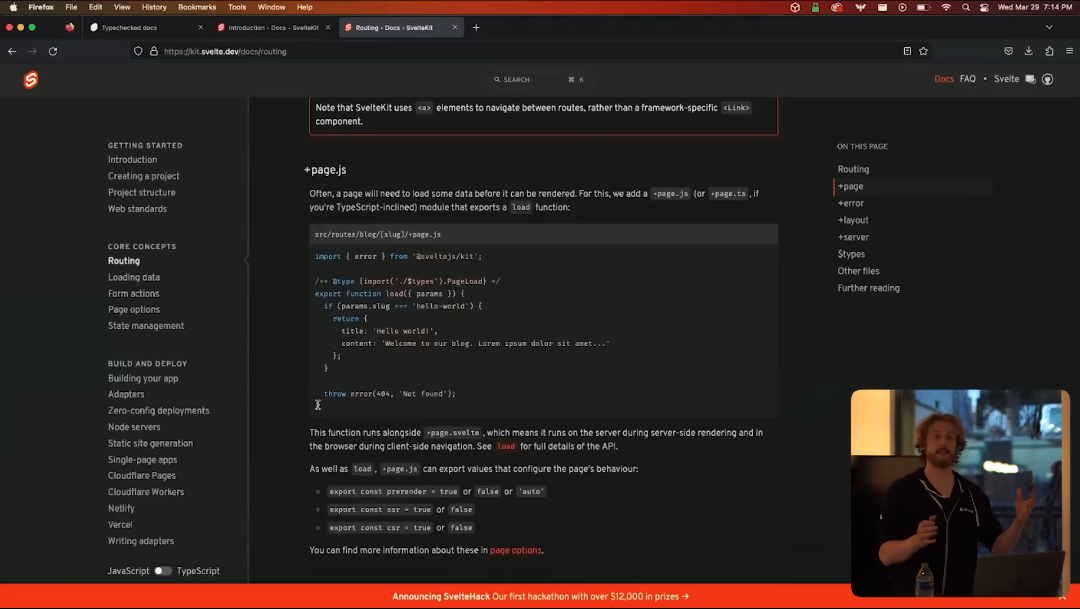 Firefox File Edit View History Bookmarks Tools Window Help
Wed Mar 29 7:14 PM
Typechecked docs
Introduction - Docs - SvelteKit
Routing - Docs - SvelteKit
https://kit.svelte.dev/docs/routing
SEARCH ⌘ K
Docs FAQ • Svelte
Note that SvelteKit uses <a> elements to navigate between routes, rather than a framework-specific <Link>
component.
GETTING STARTED
Introduction
Creating a project
Project structure
Web standards
CORE CONCEPTS
Routing
Loading data
Form actions
Page options
State management
BUILD AND DEPLOY
Building your app
Adapters
Zero-config deployments
Node servers
Static site generation
Single-page apps
Cloudflare Pages
Cloudflare Workers
Netlify
Vercel
Writing adapters
JavaScript TypeScript
+page.js
Often, a page will need to load some data before it can be rendered. For this, we add a +page.js (or +page.ts, if
you're TypeScript-inclined) module that exports a load function:
src/routes/blog/[slug]/+page.js
import { error } from '@sveltejs/kit';
/** @type {import('./$types').PageLoad} */
export function load({ params }) {
if (params.slug === 'hello-world') {
return {
title: 'Hello world!',
content: 'Welcome to our blog. Lorem ipsum dolor sit amet...'
};
}
throw error(404, 'Not found');
This function runs alongside +page.svelte, which means it runs on the server during server-side rendering and in
the browser during client-side navigation. See load for full details of the API.
As well as load, +page.js can export values that configure the page's behaviour:
export const prerender = true or false or 'auto'
export const ssr = true or false
export const csr = true or false
You can find more information about these in page options.
ON THIS PAGE
Routing
+page
+error
+layout
+server
$types
Other files
Further reading
Announcing SvelteHack Our first hackathon with over $12,000 in prizes →